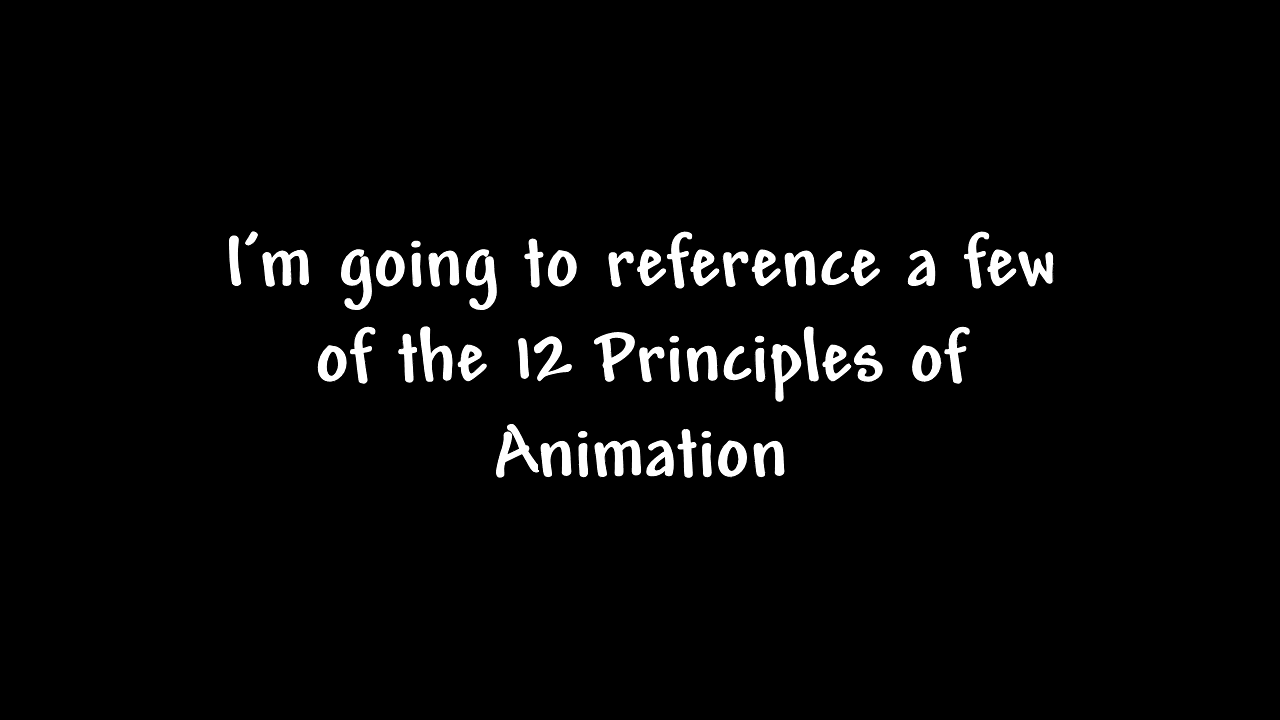 I'm going to reference a few
of the 12 Principles of
Animation